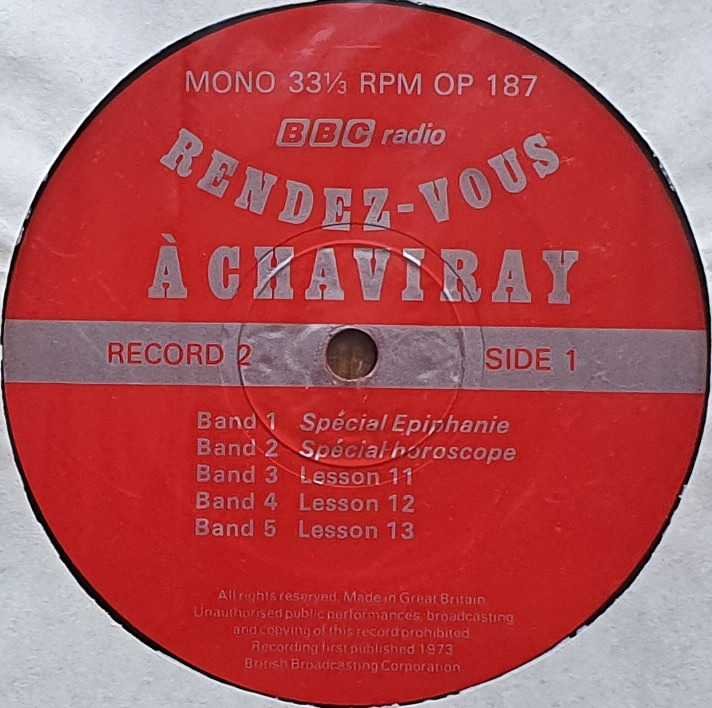 MONO 33⅓ RPM OP 187
BBC radio
RENDEZ-VOUS
À CHAVIRAY
RECORD 2 SIDE 1
Band 1 Spécial Epiphanie
Band 2 Spécial horoscope
Band 3 Lesson 11
Band 4 Lesson 12
Band 5 Lesson 13
All rights reserved. Made in Great Britain
Unauthorised public performances, broadcasting
and copying of this record prohibited
Recording first published 1973
British Broadcasting Corporation